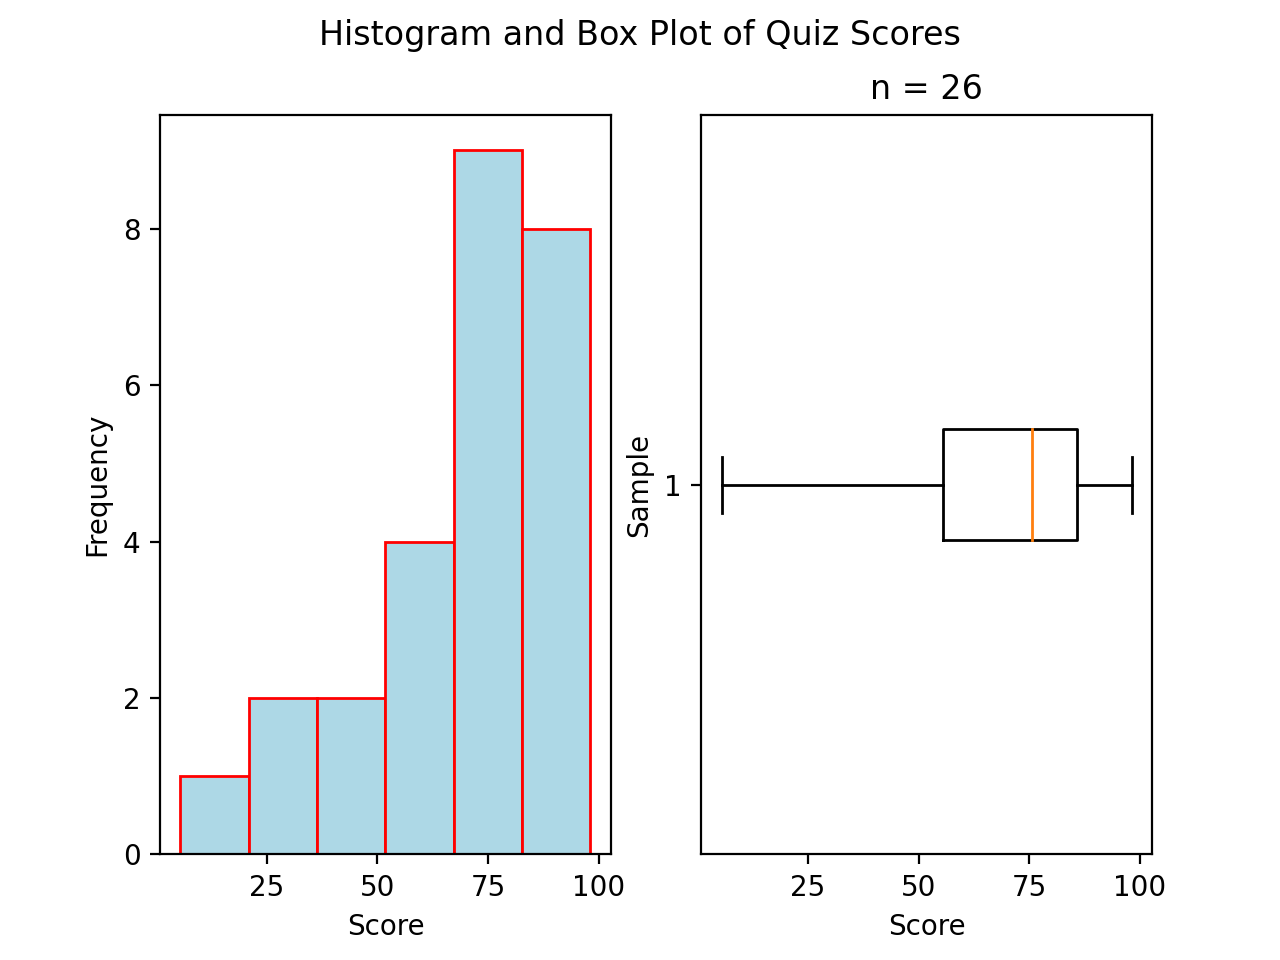 Histogram and Box Plot of Quiz Scores
Frequency
8
6
4
2
0
25 50 75 100
Score
n = 26
Sample
1
25 50 75 100
Score